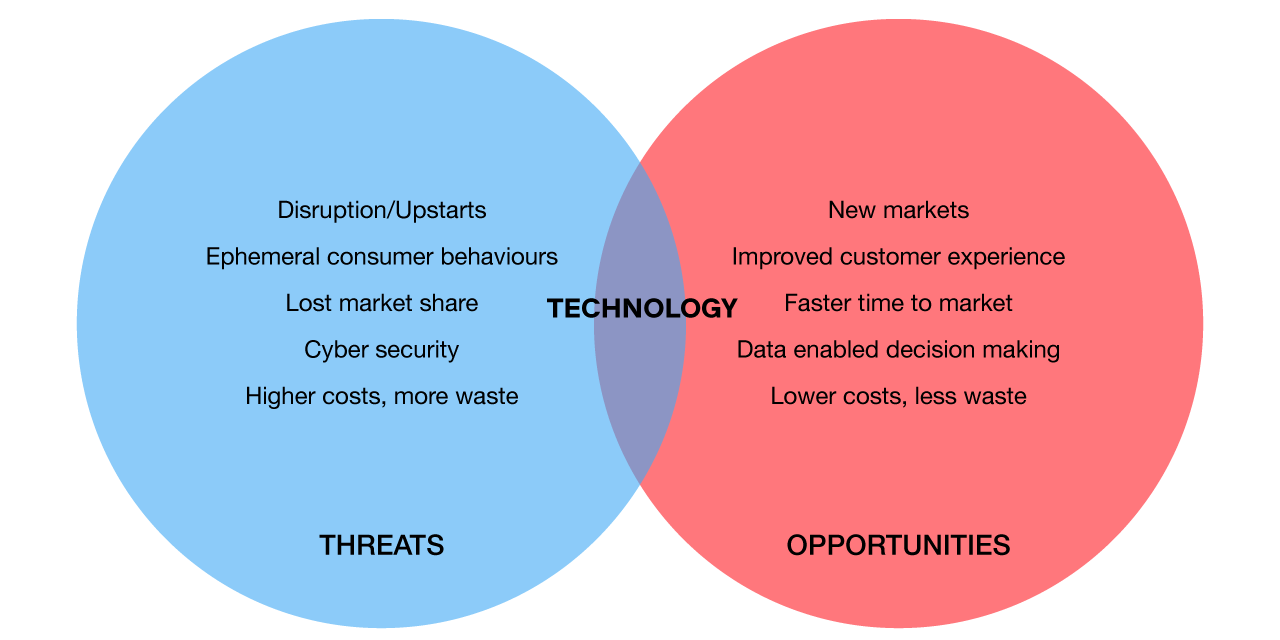 Disruption/Upstarts
Ephemeral consumer behaviours
Lost market share
Cyber security
Higher costs, more waste
THREATS
TECHNOLOGY
New markets
Improved customer experience
Faster time to market
Data enabled decision making
Lower costs, less waste
OPPORTUNITIES